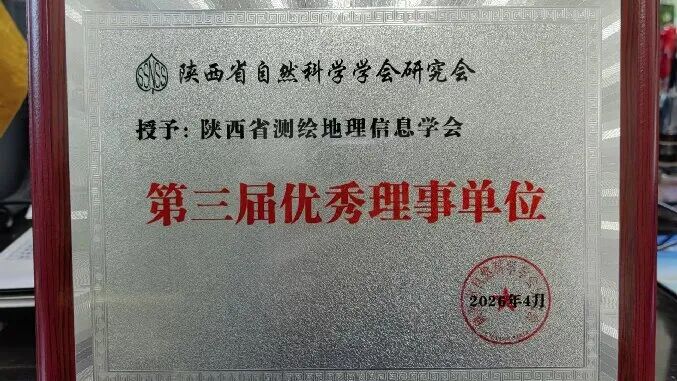 陕西省自然科学学会研究会
授予：陕西省测绘地理信息学会
第三届优秀理事单位
2026年4月